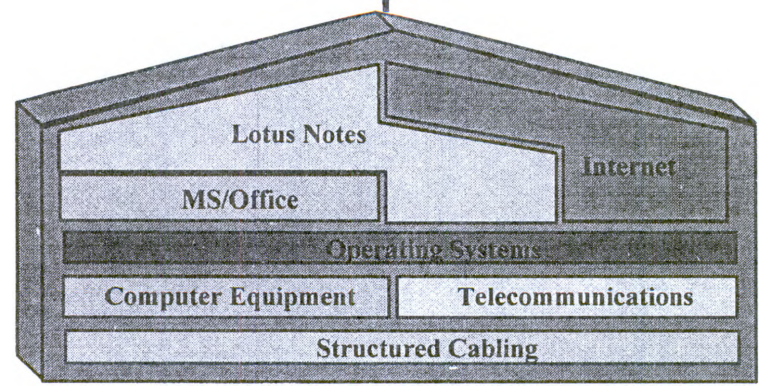 Lotus Notes
Internet
MS/Office
Operating Systems
Computer Equipment
Telecommunications
Structured Cabling